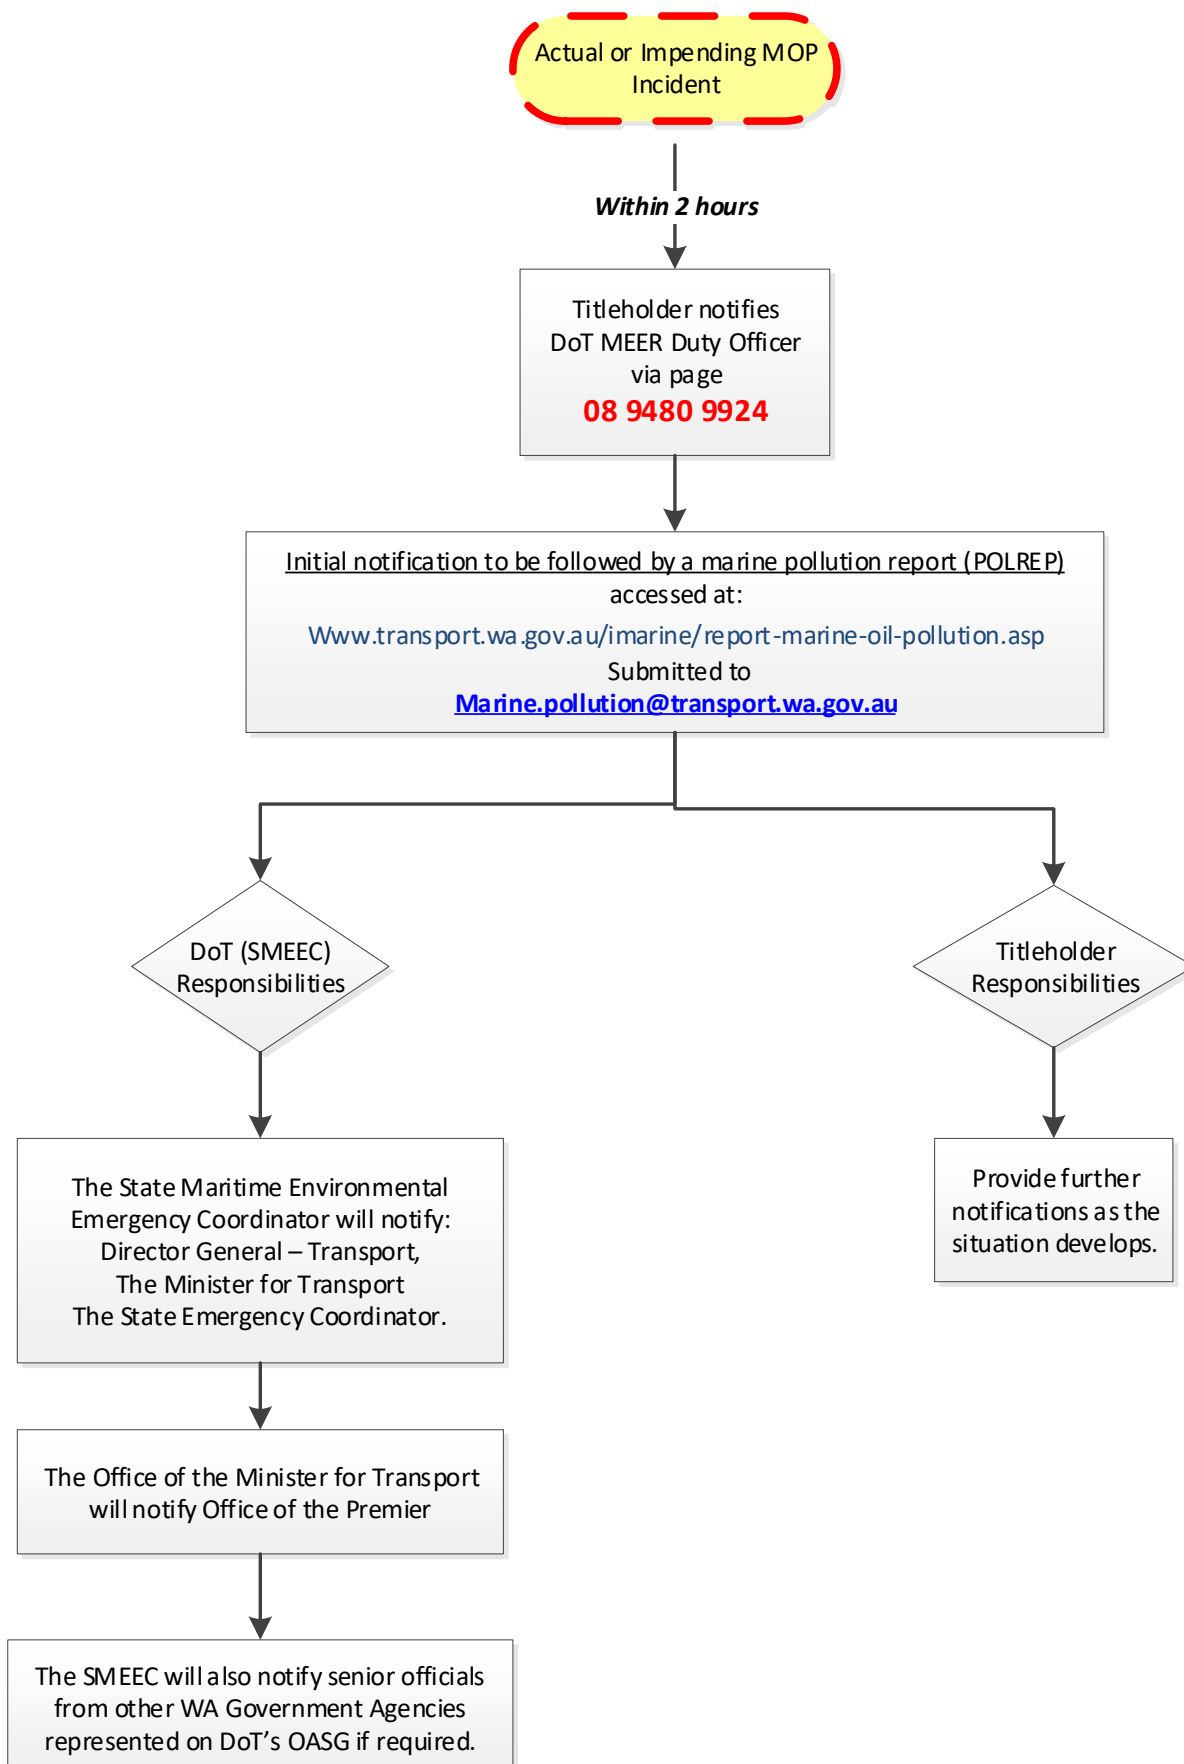 Actual or Impending MOP
Incident
Within 2 hours
Titleholder notifies
DoT MEER Duty Officer
via page
08 9480 9924
Initial notification to be followed by a marine pollution report (POLREP)
accessed at:
Www.transport.wa.gov.au/imarine/report-marine-oil-pollution.asp
Submitted to
Marine.pollution@transport.wa.gov.au
DoT (SMEEC)
Responsibilities
Titleholder
Responsibilities
The State Maritime Environmental
Emergency Coordinator will notify:
Director General – Transport,
The Minister for Transport
The State Emergency Coordinator.
Provide further
notifications as the
situation develops.
The Office of the Minister for Transport
will notify Office of the Premier
The SMEEC will also notify senior officials
from other WA Government Agencies
represented on DoT’s OASG if required.